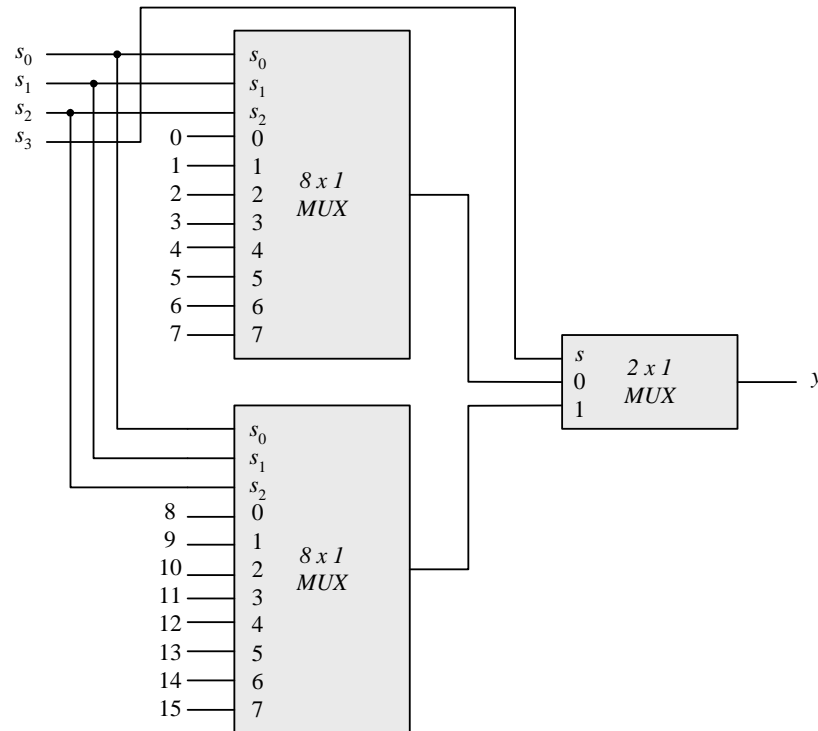 s0 s0
s1 s1
s2 s2
s3
0 0
1 1
2 2
3 3
4 4
5 5
6 6
7 7
8 x 1
MUX
s
0
1
2 x 1
MUX
y
s0
s1
s2
8 0
9 1
10 2
11 3
12 4
13 5
14 6
15 7
8 x 1
MUX